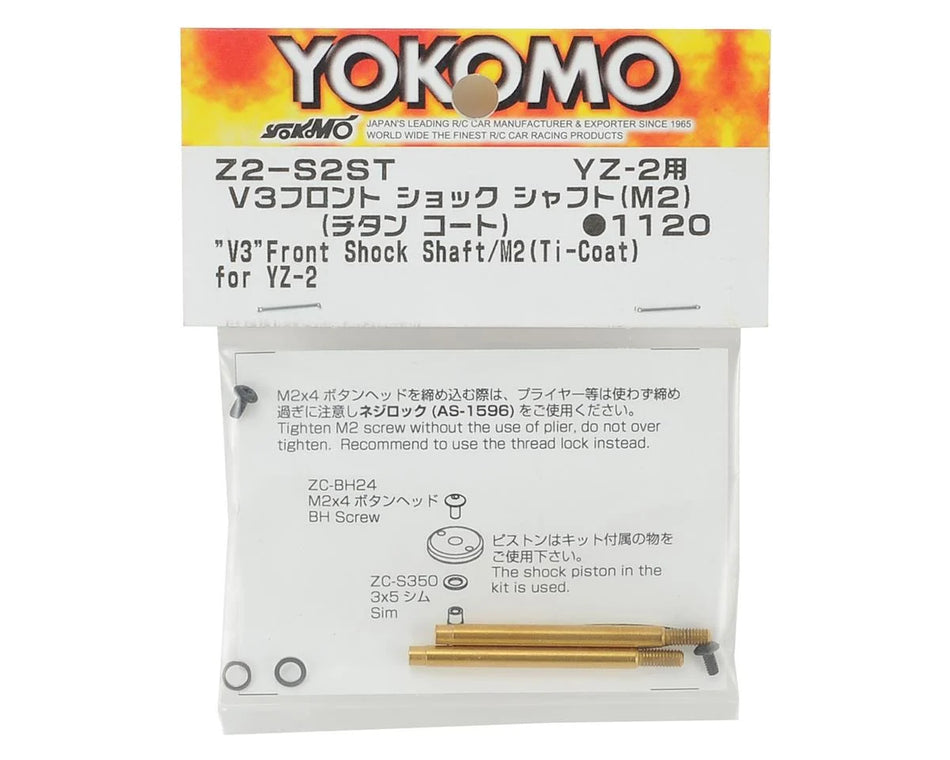 YOKOMO
YOKOMO
JAPAN'S LEADING R/C CAR MANUFACTURER & EXPORTER SINCE 1965
WORLD WIDE THE FINEST R/C CAR RACING PRODUCTS
Z2-S2ST YZ-2用
V3フロント ショック シャフト(M2)
(チタン コート) ●1120
"V3"Front Shock Shaft/M2(Ti-Coat)
for YZ-2
M2x4 ボタンヘッドを締め込む際は、プライヤー等は使わず締め
過ぎに注意しネジロック (AS-1596) をご使用ください。
Tighten M2 screw without the use of plier, do not over
tighten. Recommend to use the thread lock instead.
ZC-BH24
M2x4 ボタンヘッド
BH Screw
ピストンはキット付属の物を
ご使用下さい。
The shock piston in the
kit is used.
ZC-S350
3x5 シム
Sim